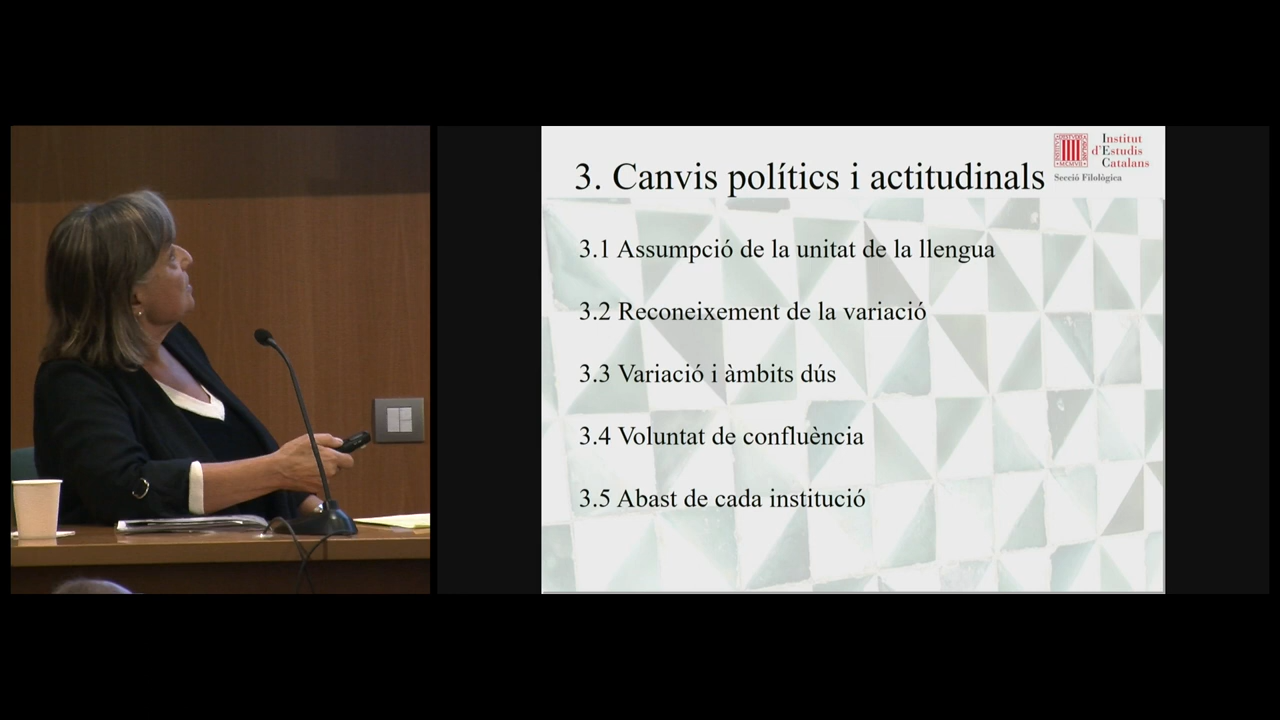 3. Canvis polítics i actitudinals
Institut
d'Estudis
Catalans
Secció Filològica
3.1 Assumpció de la unitat de la llengua
3.2 Reconeixement de la variació
3.3 Variació i àmbits dús
3.4 Voluntat de confluència
3.5 Abast de cada institució